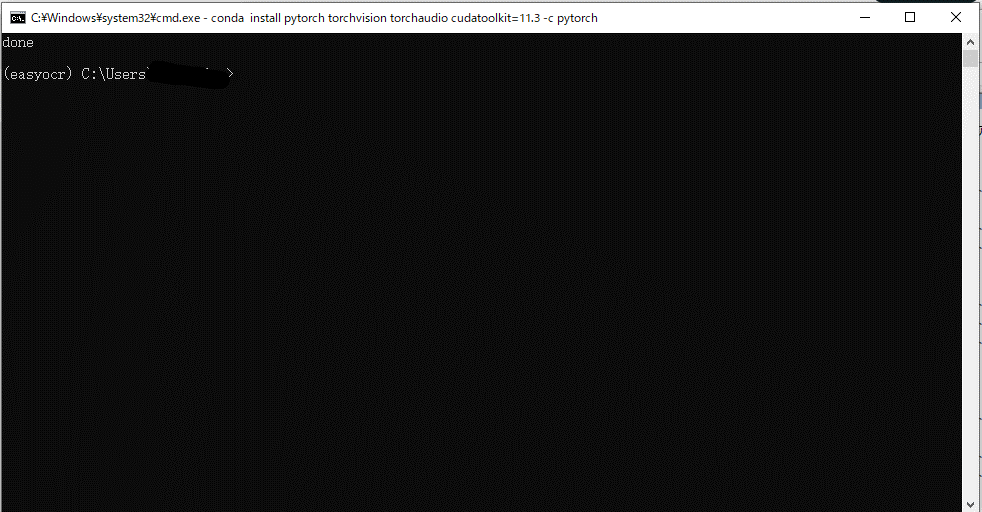 C:¥Windows¥system32¥cmd.exe - conda  install pytorch torchvision torchaudio cudatoolkit=11.3 -c pytorch
done
(easyocr) C:\Users\ >